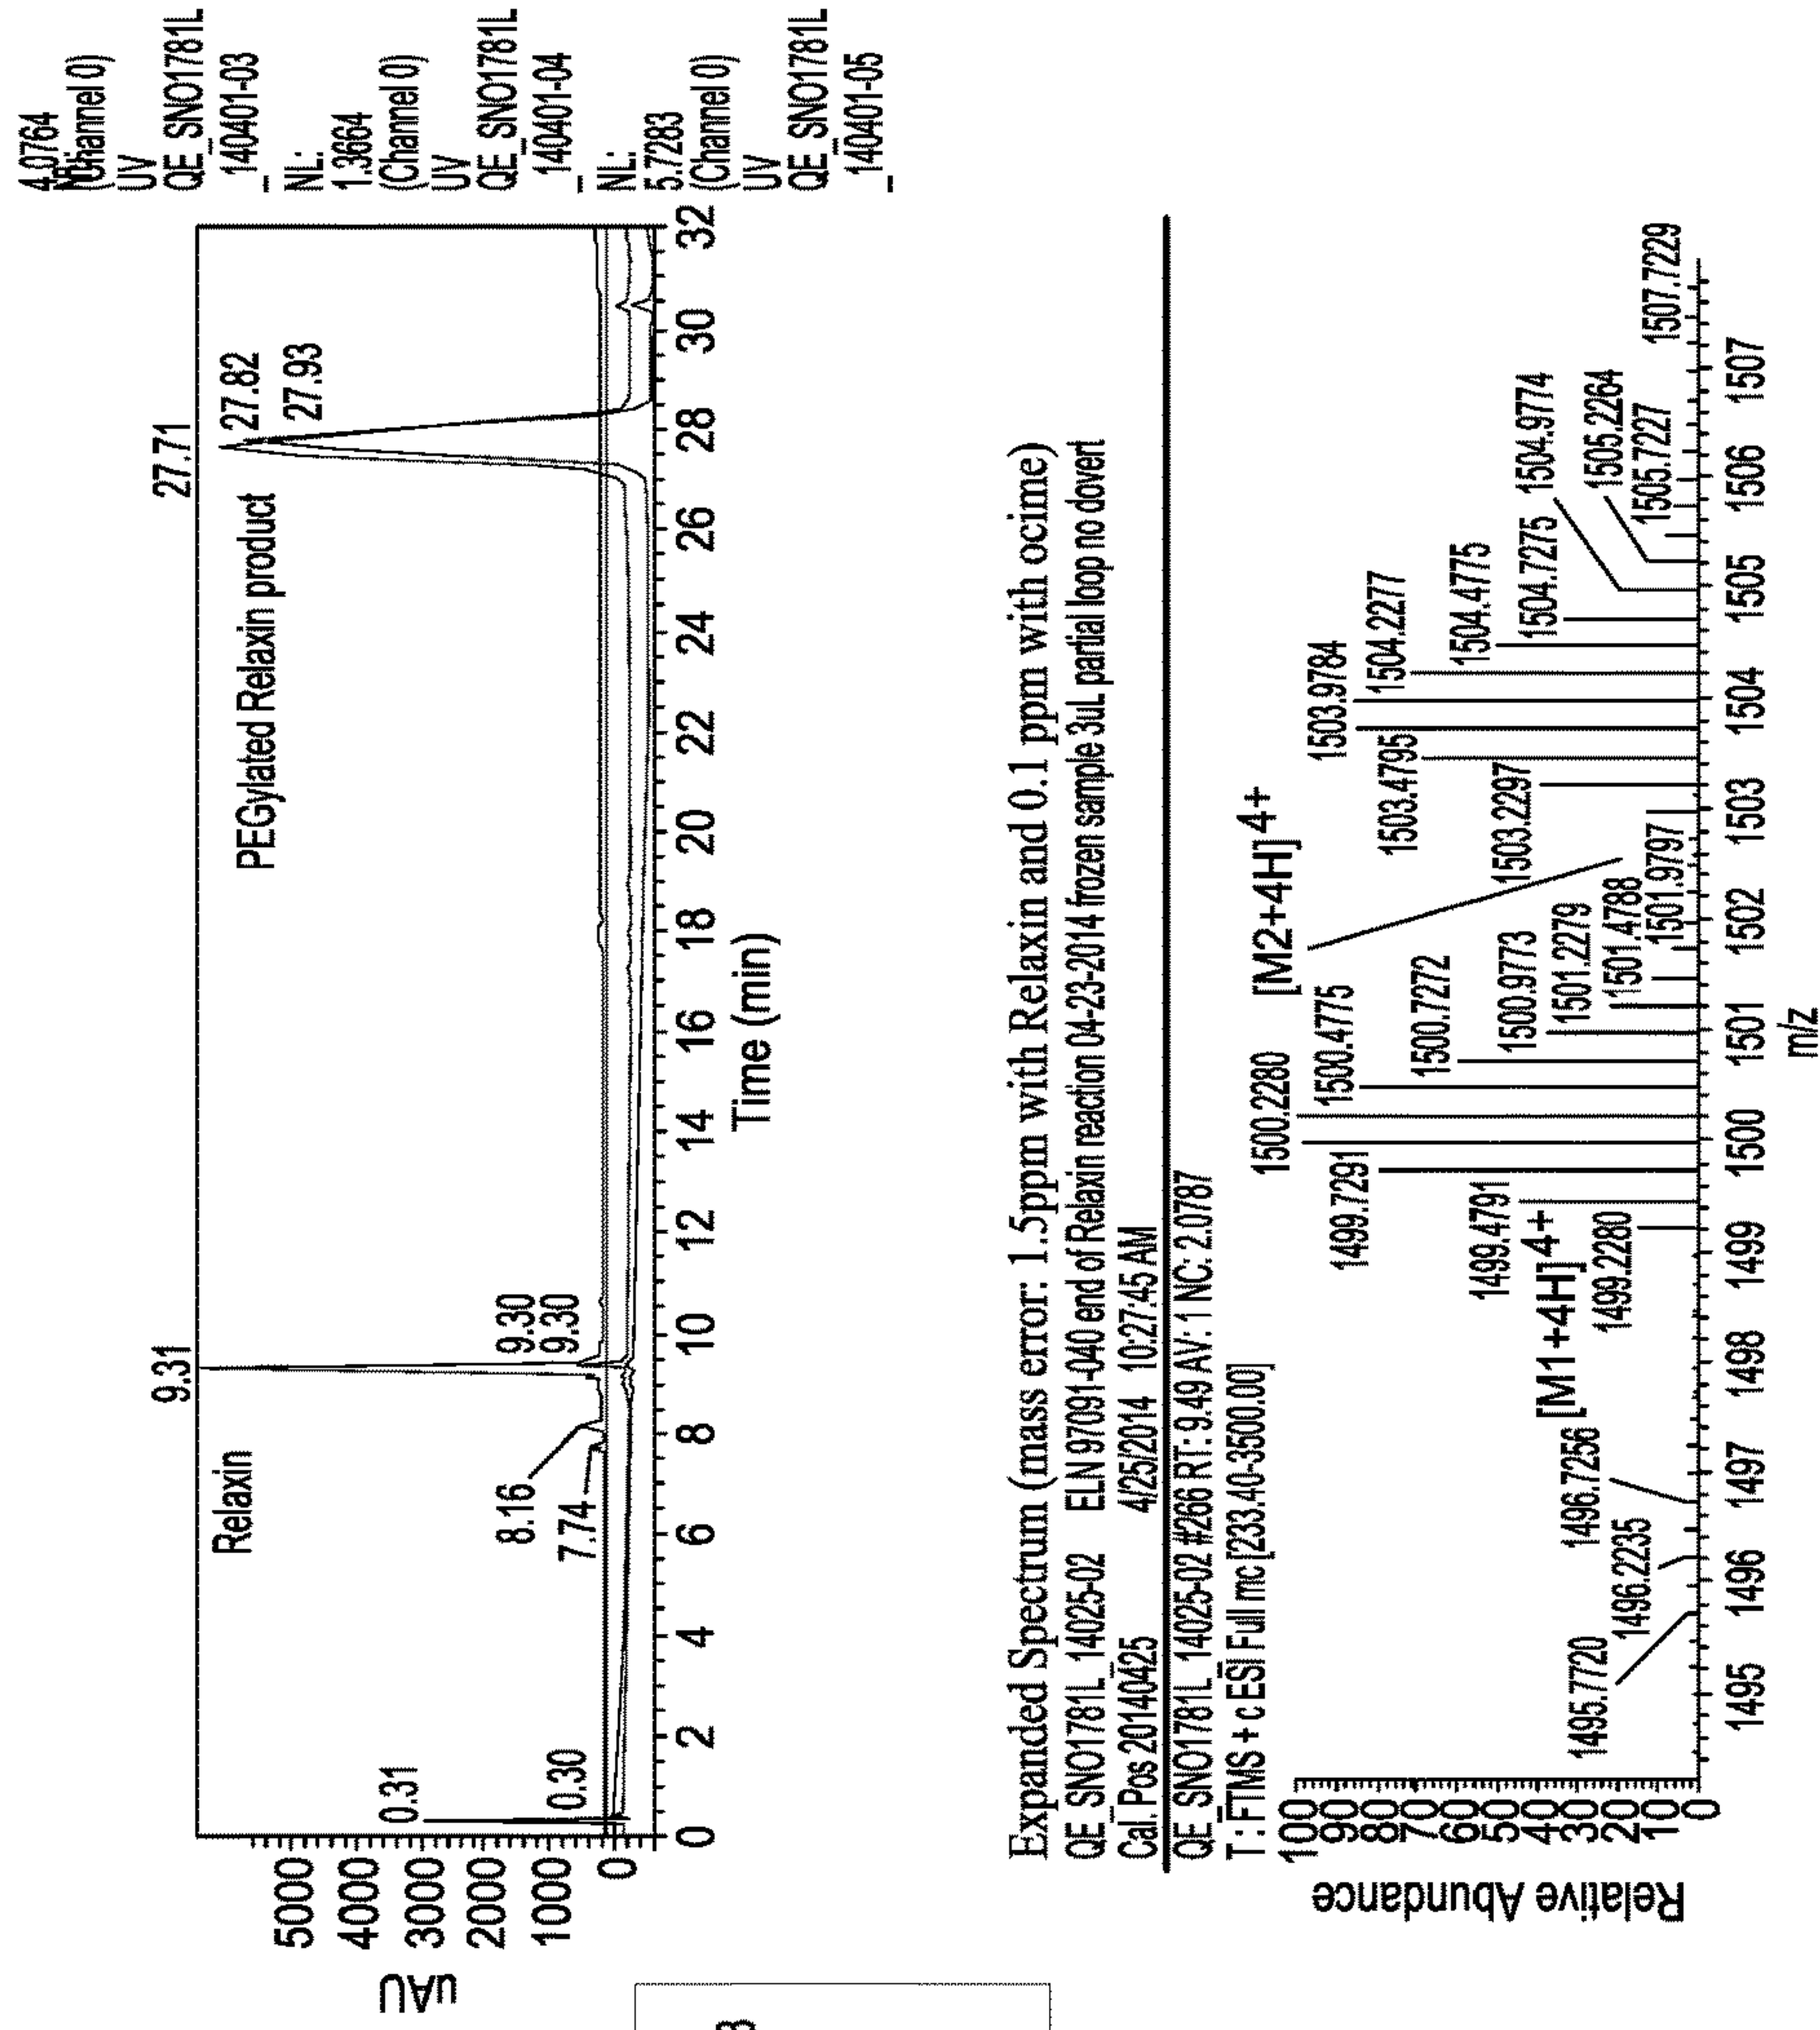 4.0764
NL:
(Channel 0)
UV
QE_SNO1781L
_140401-03
NL:
1.3664
(Channel 0)
UV
QE_SNO1781L
_140401-04
NL:
5.7283
(Channel 0)
UV
QE_SNO1781L
_140401-05
Relaxin
PEGylated Relaxin product
9.31
27.71
27.82
27.93
9.30
9.30
8.16
7.74
0.31
0.30
5000
4000
3000
2000
1000
0
uAU
0 2 4 6 8 10 12 14 16 18 20 22 24 26 28 30 32
Time (min)
Expanded Spectrum (mass error: 1.5ppm with Relaxin and 0.1 ppm with ocime)
QE_SNO1781L_14025-02 ELN 97091-040 end of Relaxin reaction 04-23-2014 frozen sample 3uL partial loop no dovert
Cal. Pos 20140425 4/25/2014 10:27:45 AM
QE_SNO1781L_14025-02 #266 RT: 9.49 AV: 1 NC: 2.0787
T: FTMS + c ESI Full mc [233.40-3500.00]
100
90
80
70
60
50
40
30
20
10
0
Relative Abundance
1495.7720
1496.2235
1496.7256
[M1+4H]4+
1499.2280
1499.4791
1499.7291
1500.2280
1500.4775
1500.7272
1500.9773
1501.2279
1501.4788
1501.9797
[M2+4H]4+
1503.2297
1503.4795
1503.9784
1504.2277
1504.4775
1504.7275
1504.9774
1505.2264
1505.7227
1507.7229
1495 1496 1497 1498 1499 1500 1501 1502 1503 1504 1505 1506 1507
m/z